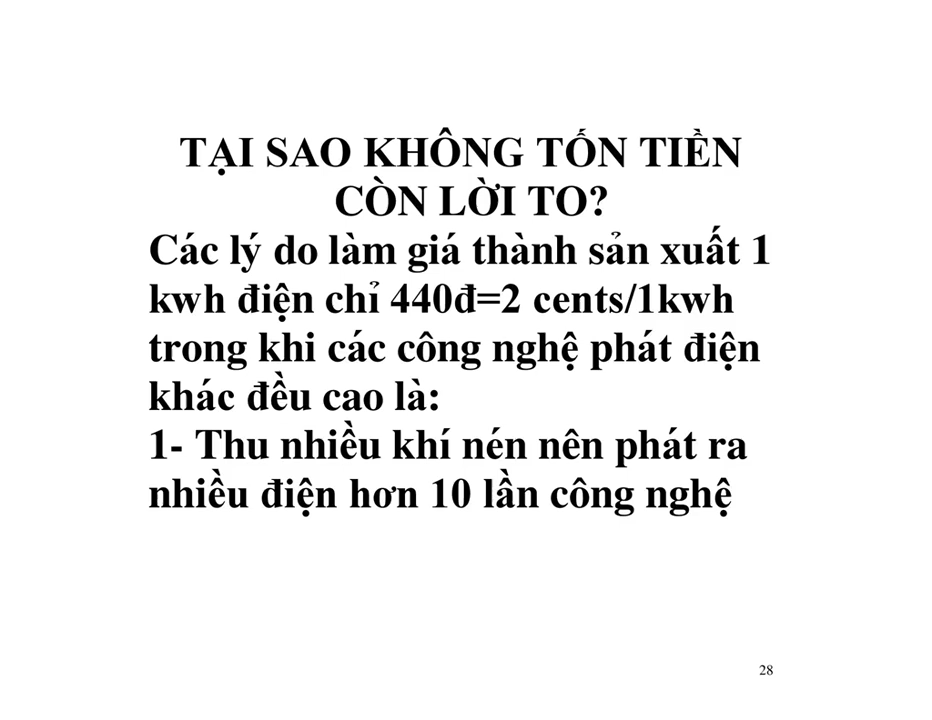 TẠI SAO KHÔNG TỐN TIỀN
CÒN LỜI TO?
Các lý do làm giá thành sản xuất 1
kwh điện chỉ 440đ=2 cents/1kwh
trong khi các công nghệ phát điện
khác đều cao là:
1- Thu nhiều khí nén nên phát ra
nhiều điện hơn 10 lần công nghệ
28